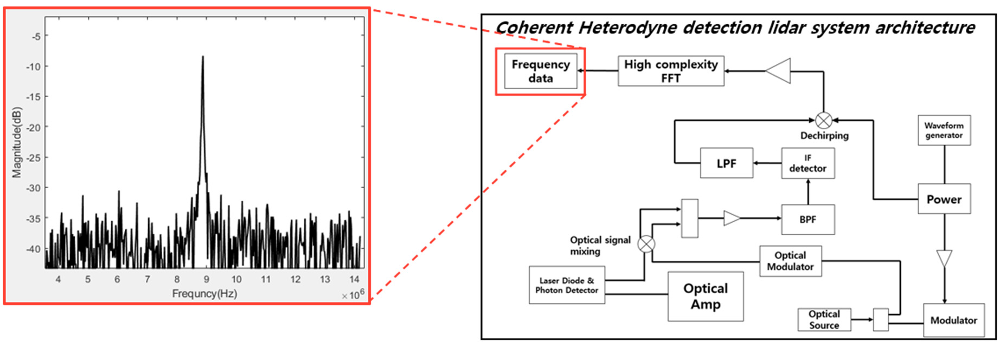 -5
-10
-15
-20
-25
-30
-35
-40
Magnitude(dB)
4 5 6 7 8 9 10 11 12 13 14
Frequncy(Hz)
×10⁶
Coherent Heterodyne detection lidar system architecture
Frequency
data
High complexity
FFT
Dechirping
Waveform
generator
LPF
IF
detector
Power
BPF
Optical signal
mixing
Optical
Modulator
Laser Diode &
Photon Detector
Optical
Amp
Optical
Source
Modulator